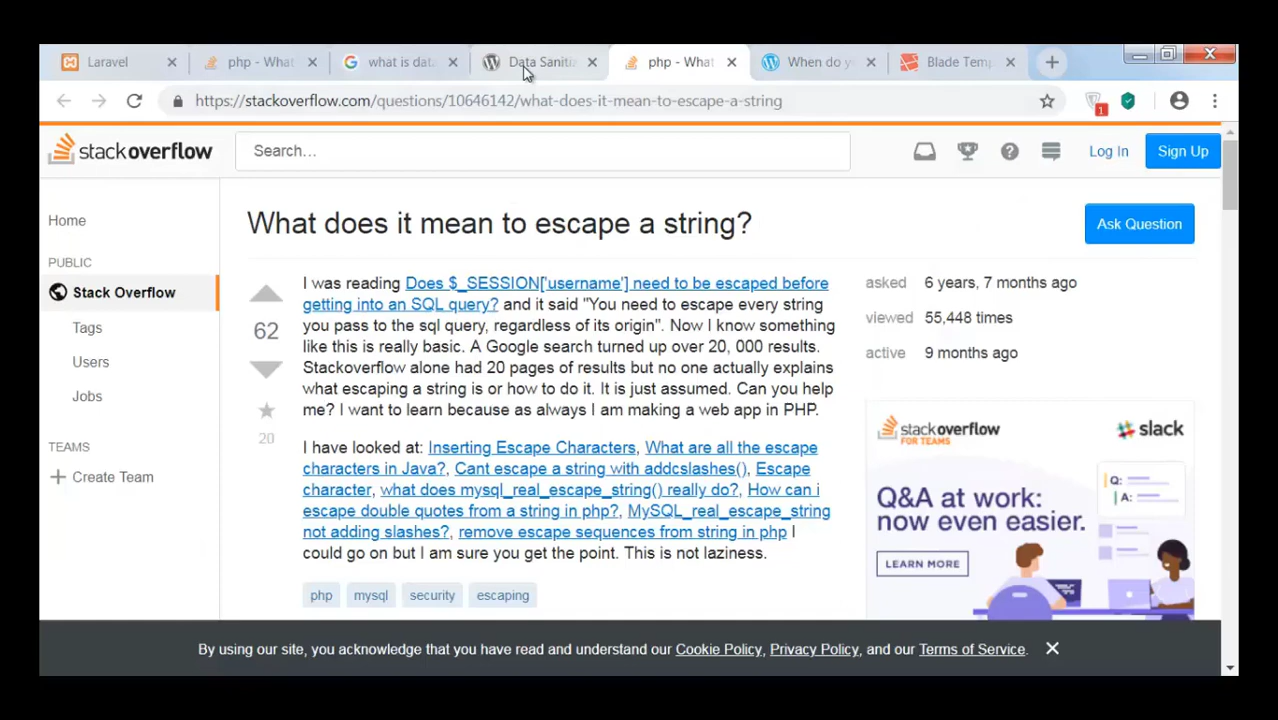 Laravel
php - What
what is data
Data Sanitiz
php - What
When do yo
Blade Temp
https://stackoverflow.com/questions/10646142/what-does-it-mean-to-escape-a-string
1
stackoverflow
Search...
Log In
Sign Up
Home
PUBLIC
Stack Overflow
Tags
Users
Jobs
TEAMS
Create Team
What does it mean to escape a string?
Ask Question
62
20
I was reading Does $_SESSION['username'] need to be escaped before
getting into an SQL query? and it said "You need to escape every string
you pass to the sql query, regardless of its origin". Now I know something
like this is really basic. A Google search turned up over 20, 000 results.
Stackoverflow alone had 20 pages of results but no one actually explains
what escaping a string is or how to do it. It is just assumed. Can you help
me? I want to learn because as always I am making a web app in PHP.
I have looked at: Inserting Escape Characters, What are all the escape
characters in Java?, Cant escape a string with addcslashes(), Escape
character, what does mysql_real_escape_string() really do?, How can i
escape double quotes from a string in php?, MySQL_real_escape_string
not adding slashes?, remove escape sequences from string in php I
could go on but I am sure you get the point. This is not laziness.
php mysql security escaping
asked 6 years, 7 months ago
viewed 55,448 times
active 9 months ago
stackoverflow
FOR TEAMS
slack
Q:
A:
Q&A at work:
now even easier.
LEARN MORE
By using our site, you acknowledge that you have read and understand our Cookie Policy, Privacy Policy, and our Terms of Service.